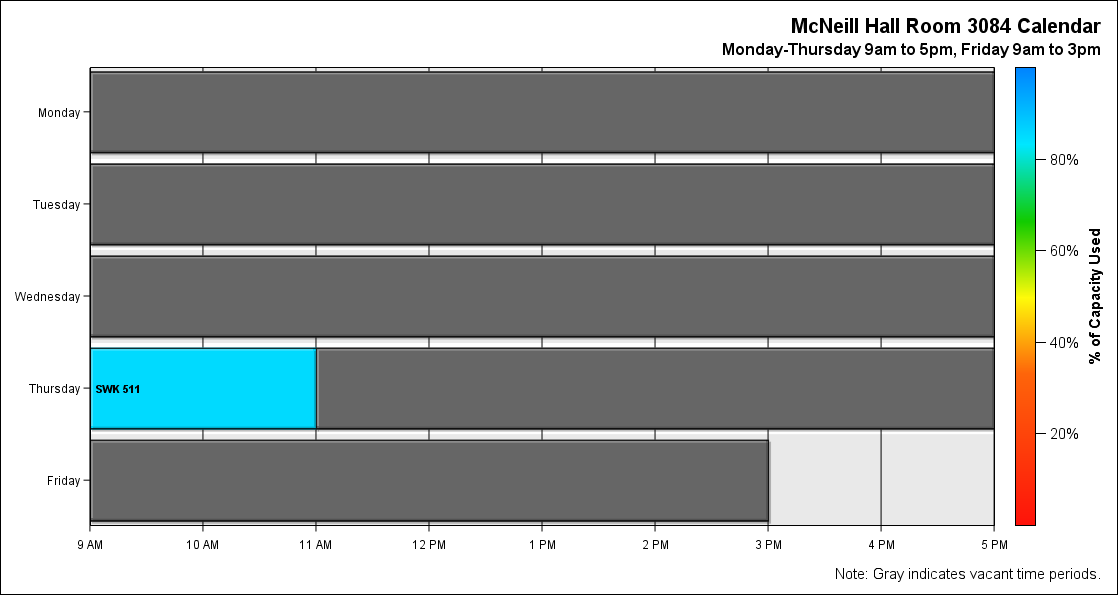 McNeill Hall Room 3084 Calendar
Monday-Thursday 9am to 5pm, Friday 9am to 3pm
Monday
Tuesday
Wednesday
Thursday
SWK 511
Friday
9 AM 10 AM 11 AM 12 PM 1 PM 2 PM 3 PM 4 PM 5 PM
80%
60%
40%
20%
% of Capacity Used
Note: Gray indicates vacant time periods.